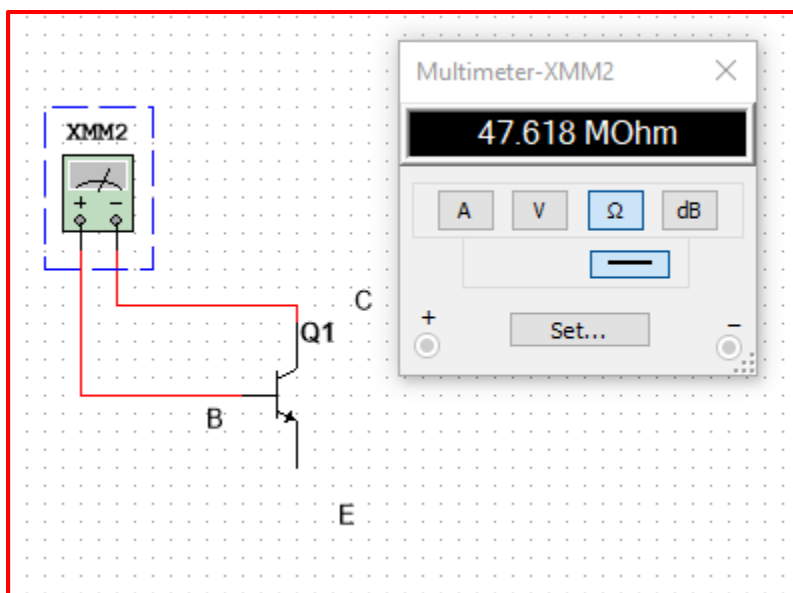 XMM2
+ −
C
Q1
B
E
Multimeter-XMM2
47.618 MOhm
A V Ω dB
+ Set... −